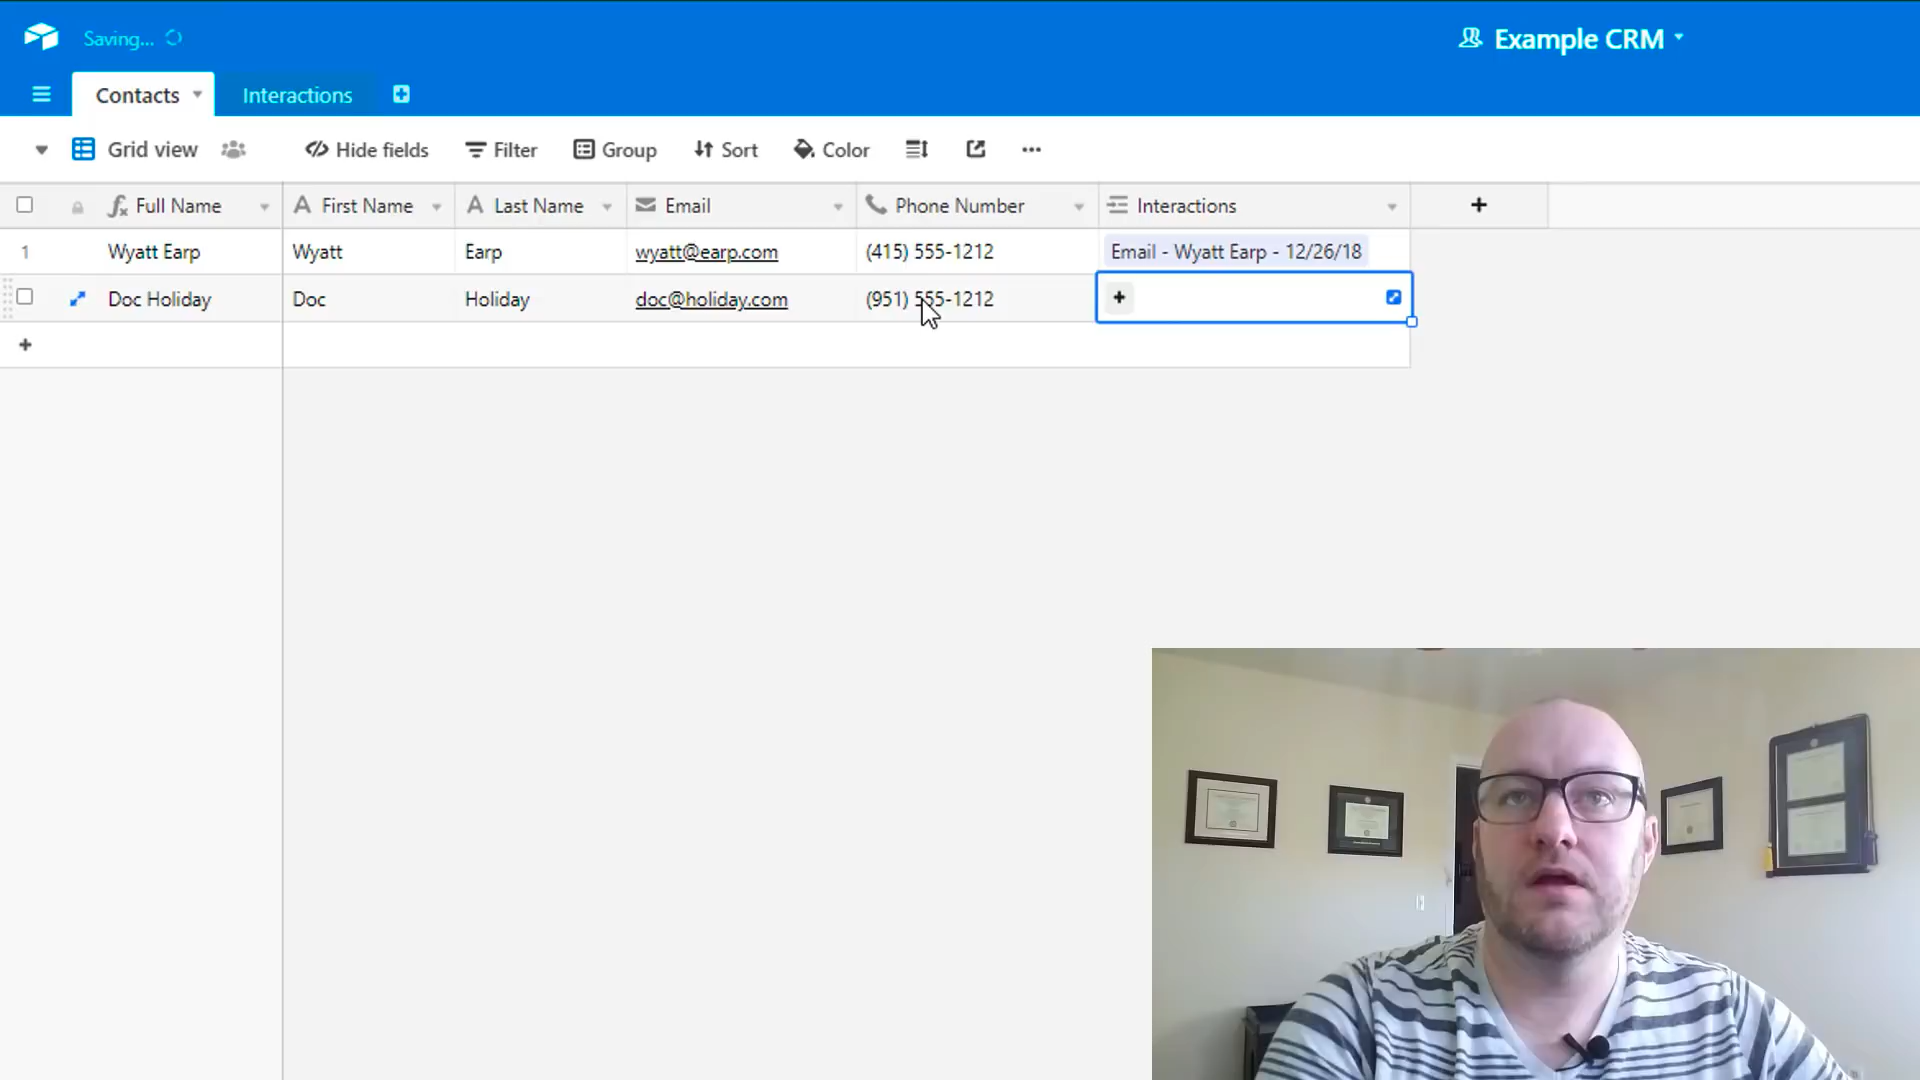 Saving...
Example CRM
Contacts
Interactions
Grid view
Hide fields
Filter
Group
Sort
Color
Full Name
First Name
Last Name
Email
Phone Number
Interactions
1
Wyatt Earp
Wyatt
Earp
wyatt@earp.com
(415) 555-1212
Email - Wyatt Earp - 12/26/18
Doc Holiday
Doc
Holiday
doc@holiday.com
(951) 555-1212